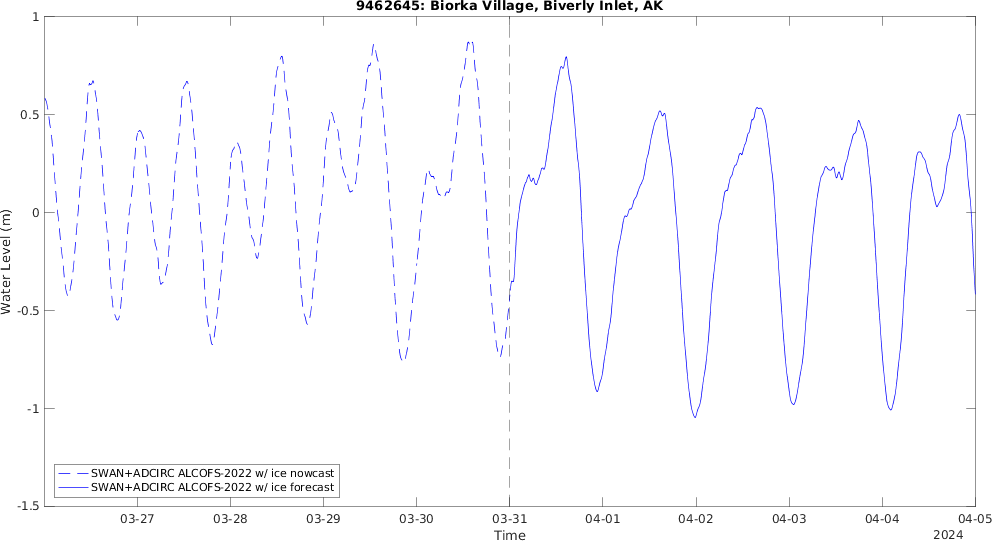 9462645: Biorka Village, Biverly Inlet, AK
1
0.5
0
-0.5
-1
-1.5
Water Level (m)
SWAN+ADCIRC ALCOFS-2022 w/ ice nowcast
SWAN+ADCIRC ALCOFS-2022 w/ ice forecast
03-27 03-28 03-29 03-30 03-31 04-01 04-02 04-03 04-04 04-05
Time
2024